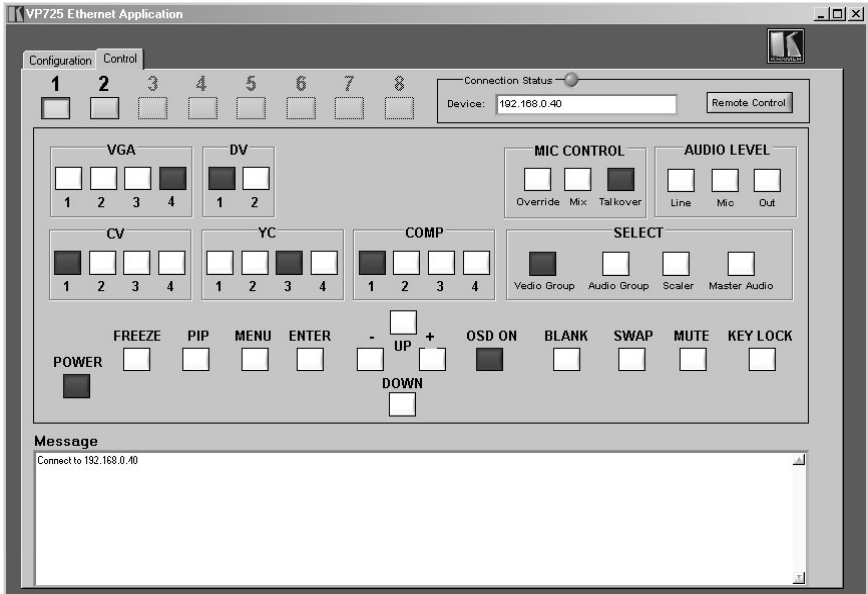 VP725 Ethernet Application
KRAMER
Configuration Control
1 2 3 4 5 6 7 8
Connection Status
Device: 192.168.0.40 Remote Control
VGA DV MIC CONTROL AUDIO LEVEL
1 2 3 4 1 2 Override Mix Talkover Line Mic Out
CV YC COMP SELECT
1 2 3 4 1 2 3 4 1 2 3 4 Vedio Group Audio Group Scaler Master Audio
FREEZE PIP MENU ENTER - UP + OSD ON BLANK SWAP MUTE KEY LOCK
POWER
DOWN
Message
Connect to 192.168.0.40